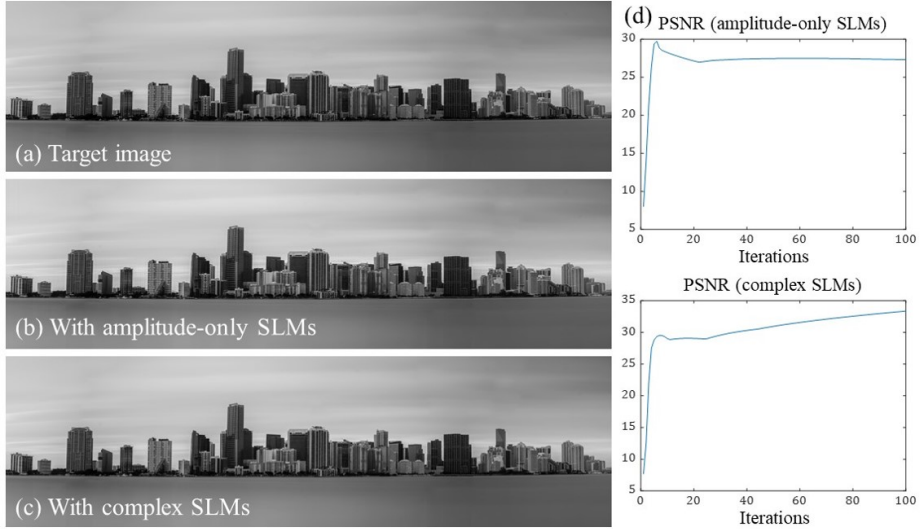 (a) Target image
(b) With amplitude-only SLMs
(c) With complex SLMs
(d)
PSNR (amplitude-only SLMs)
30
25
20
15
10
5
0 20 40 60 80 100
Iterations
PSNR (complex SLMs)
35
30
25
20
15
10
5
0 20 40 60 80 100
Iterations